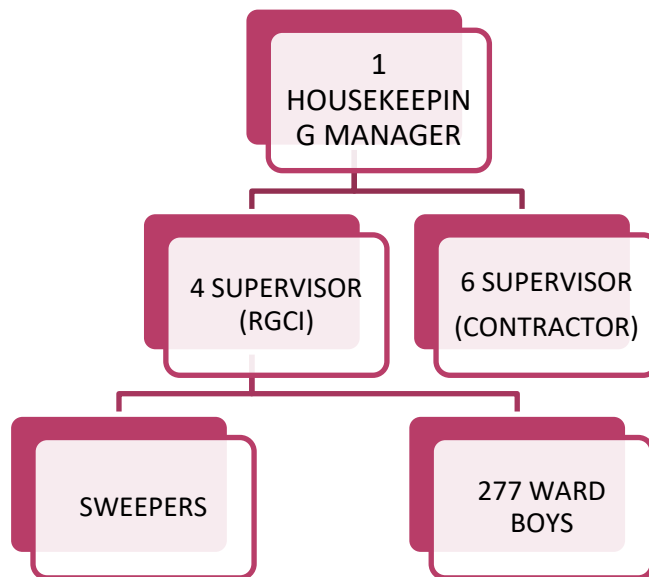 1
HOUSEKEEPIN
G MANAGER
4 SUPERVISOR
(RGCI)
6 SUPERVISOR
(CONTRACTOR)
SWEEPERS
277 WARD
BOYS